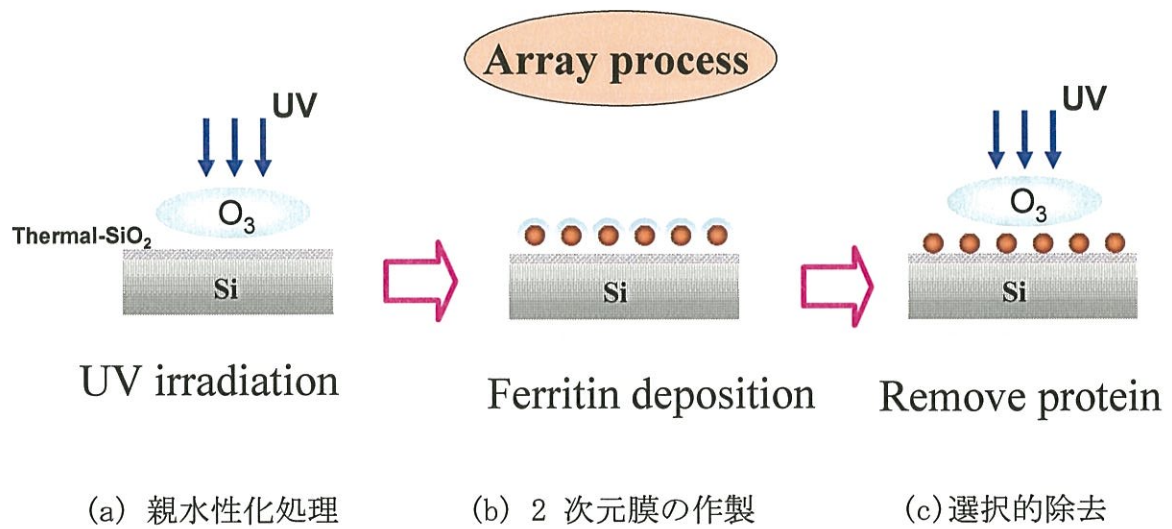 Array process
UV
O₃
Thermal-SiO₂
Si
UV irradiation
Si
Ferritin deposition
UV
O₃
Si
Remove protein
(a) 親水性化処理
(b) 2 次元膜の作製
(c) 選択的除去